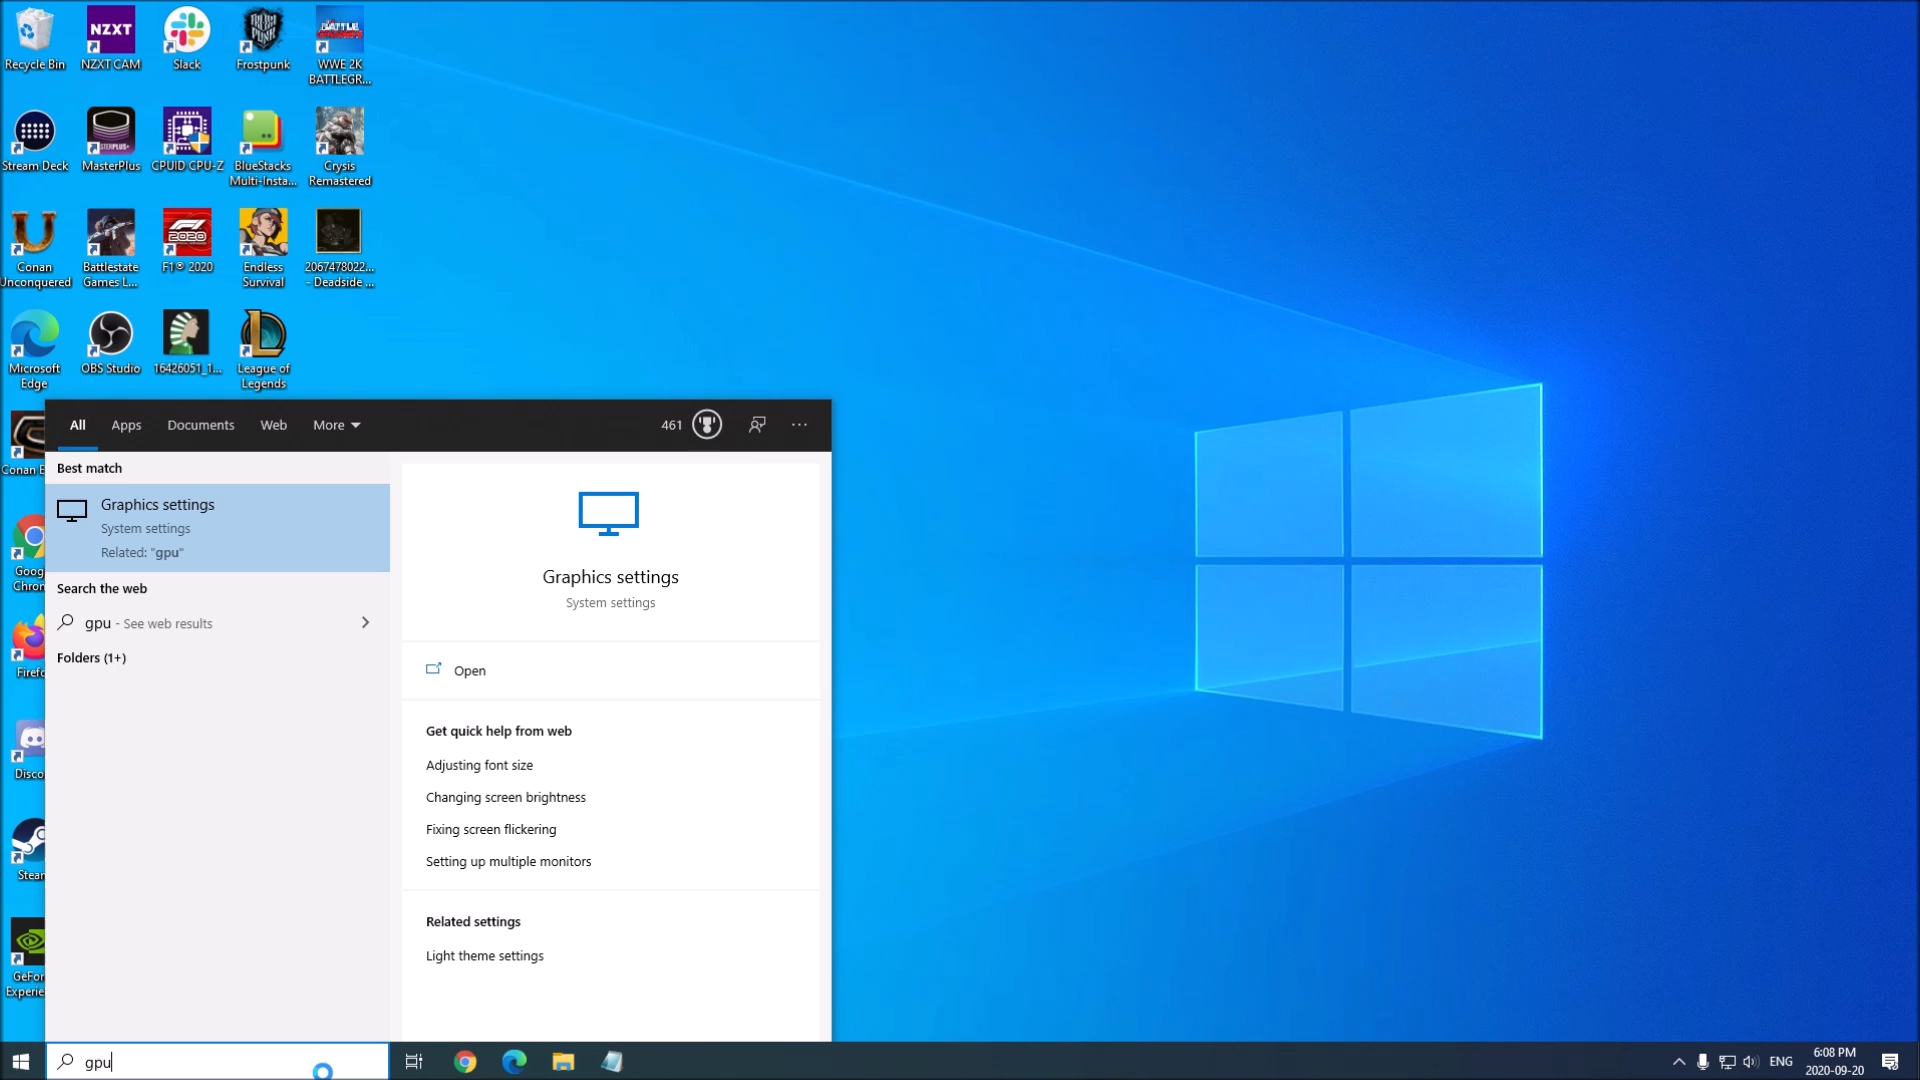 Recycle Bin
NZXT
NZXT CAM
Slack
Frostpunk
WWE 2K
BATTLEGR...
Stream Deck
MasterPlus
CPUID CPU-Z
BlueStacks
Multi-Insta...
Crysis
Remastered
Conan
Unconquered
Battlestate
Games L...
2020
F1® 2020
Endless
Survival
2067478022...
- Deadside ...
Microsoft
Edge
OBS Studio
16426051_1...
League of
Legends
Conan E
Goog
Chron
Firefo
Disco
Stean
GeFor
Experie
All
Apps
Documents
Web
More
461
Best match
Graphics settings
System settings
Related: "gpu"
Search the web
gpu - See web results
Folders (1+)
Graphics settings
System settings
Open
Get quick help from web
Adjusting font size
Changing screen brightness
Fixing screen flickering
Setting up multiple monitors
Related settings
Light theme settings
gpu
ENG
6:08 PM
2020-09-20